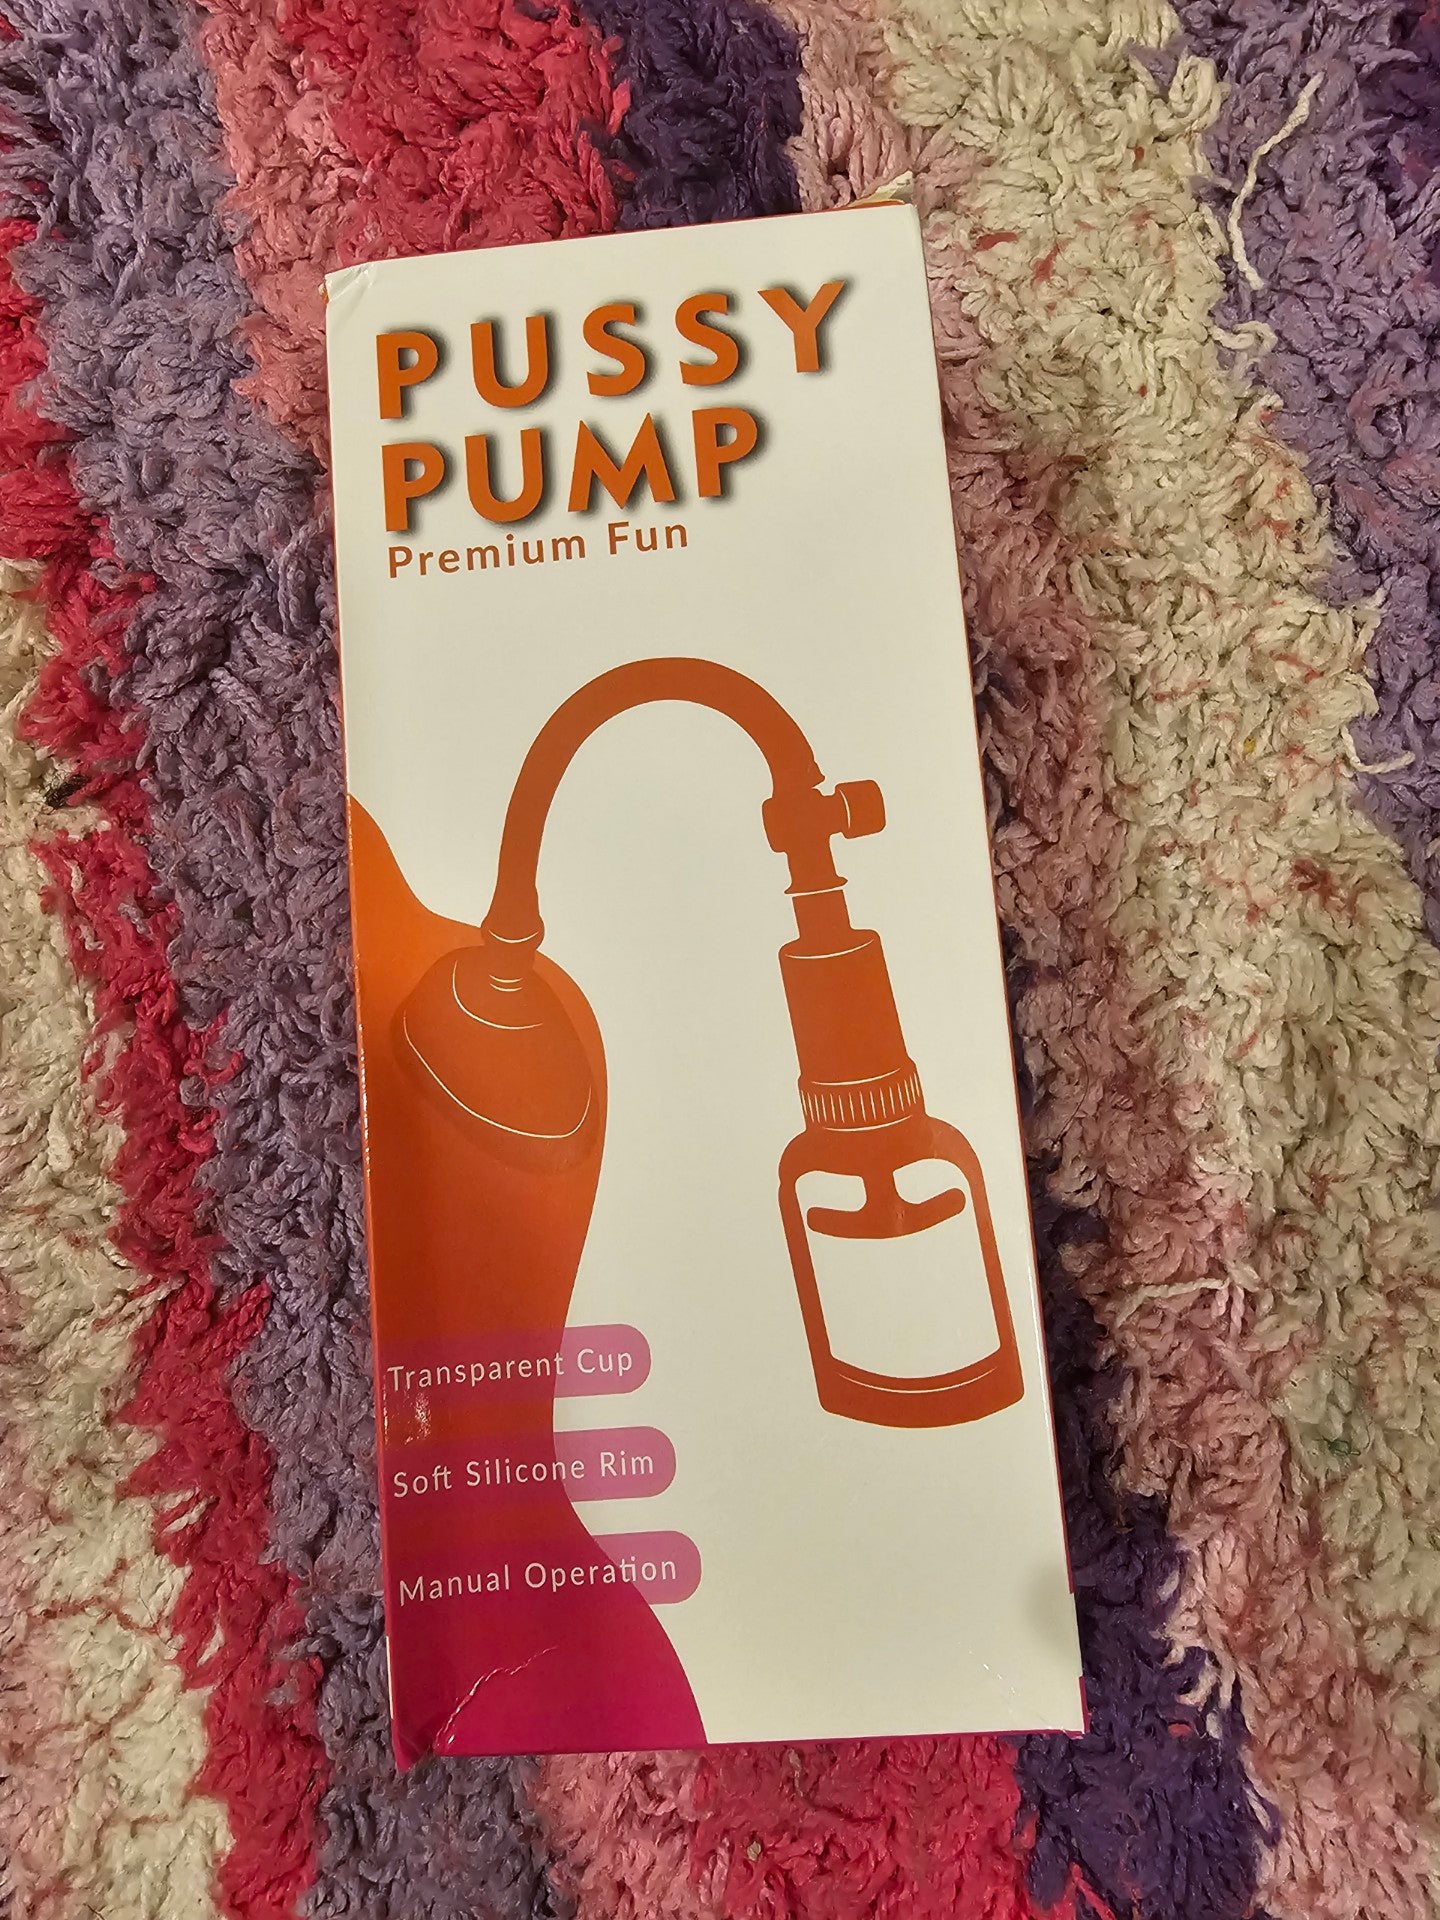 PUSSY
PUMP
Premium Fun
Transparent Cup
Soft Silicone Rim
Manual Operation